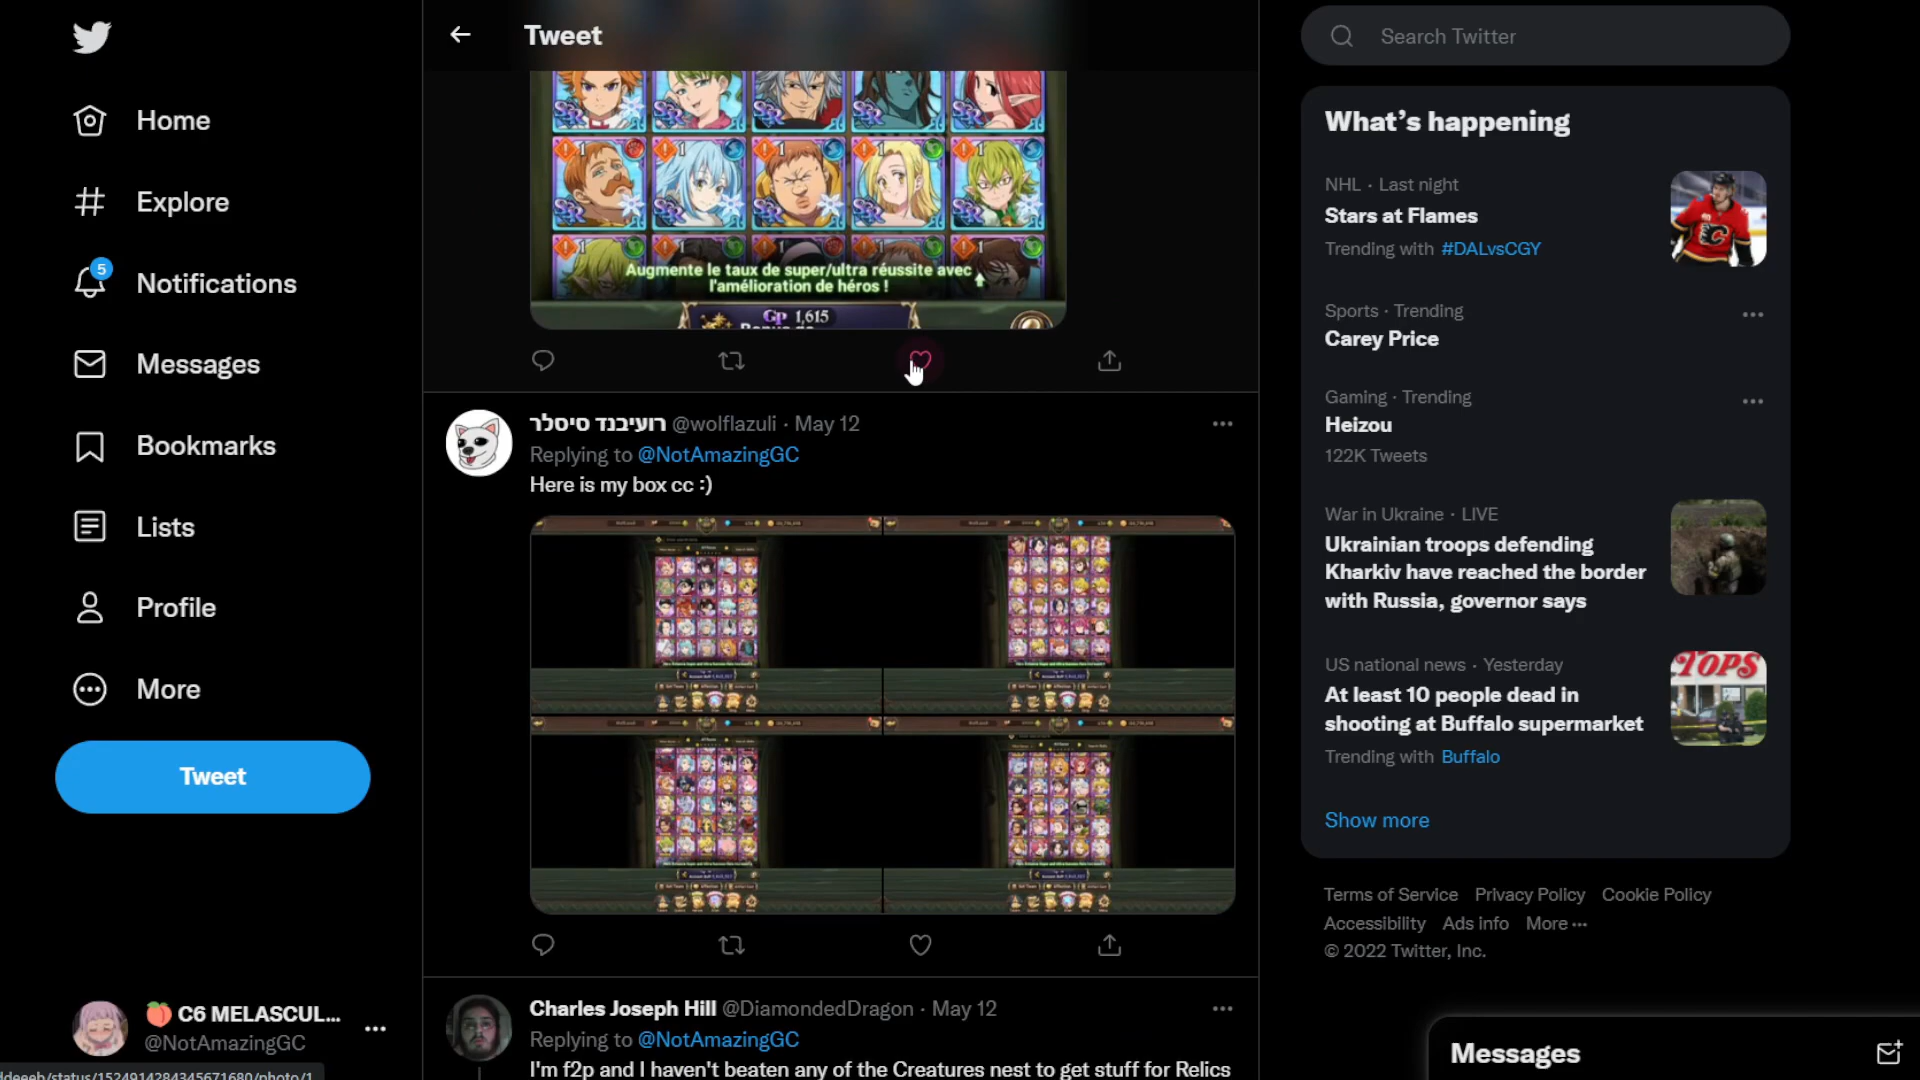 Home
Explore
5
Notifications
Messages
Bookmarks
Lists
Profile
More
Tweet
🍑 C6 MELASCUL...
@NotAmazingGC
Tweet
Augmente le taux de super/ultra réussite avec
l'amélioration de héros !
Gp 1,615
רועיבנד סיסלר @wolflazuli · May 12
Replying to @NotAmazingGC
Here is my box cc :)
Charles Joseph Hill @DiamondedDragon · May 12
Replying to @NotAmazingGC
I'm f2p and I haven't beaten any of the Creatures nest to get stuff for Relics
Search Twitter
What's happening
NHL · Last night
Stars at Flames
Trending with #DALvsCGY
Sports · Trending
Carey Price
Gaming · Trending
Heizou
122K Tweets
War in Ukraine · LIVE
Ukrainian troops defending
Kharkiv have reached the border
with Russia, governor says
TOPS
US national news · Yesterday
At least 10 people dead in
shooting at Buffalo supermarket
Trending with Buffalo
Show more
Terms of Service Privacy Policy Cookie Policy
Accessibility Ads info More ···
© 2022 Twitter, Inc.
Messages